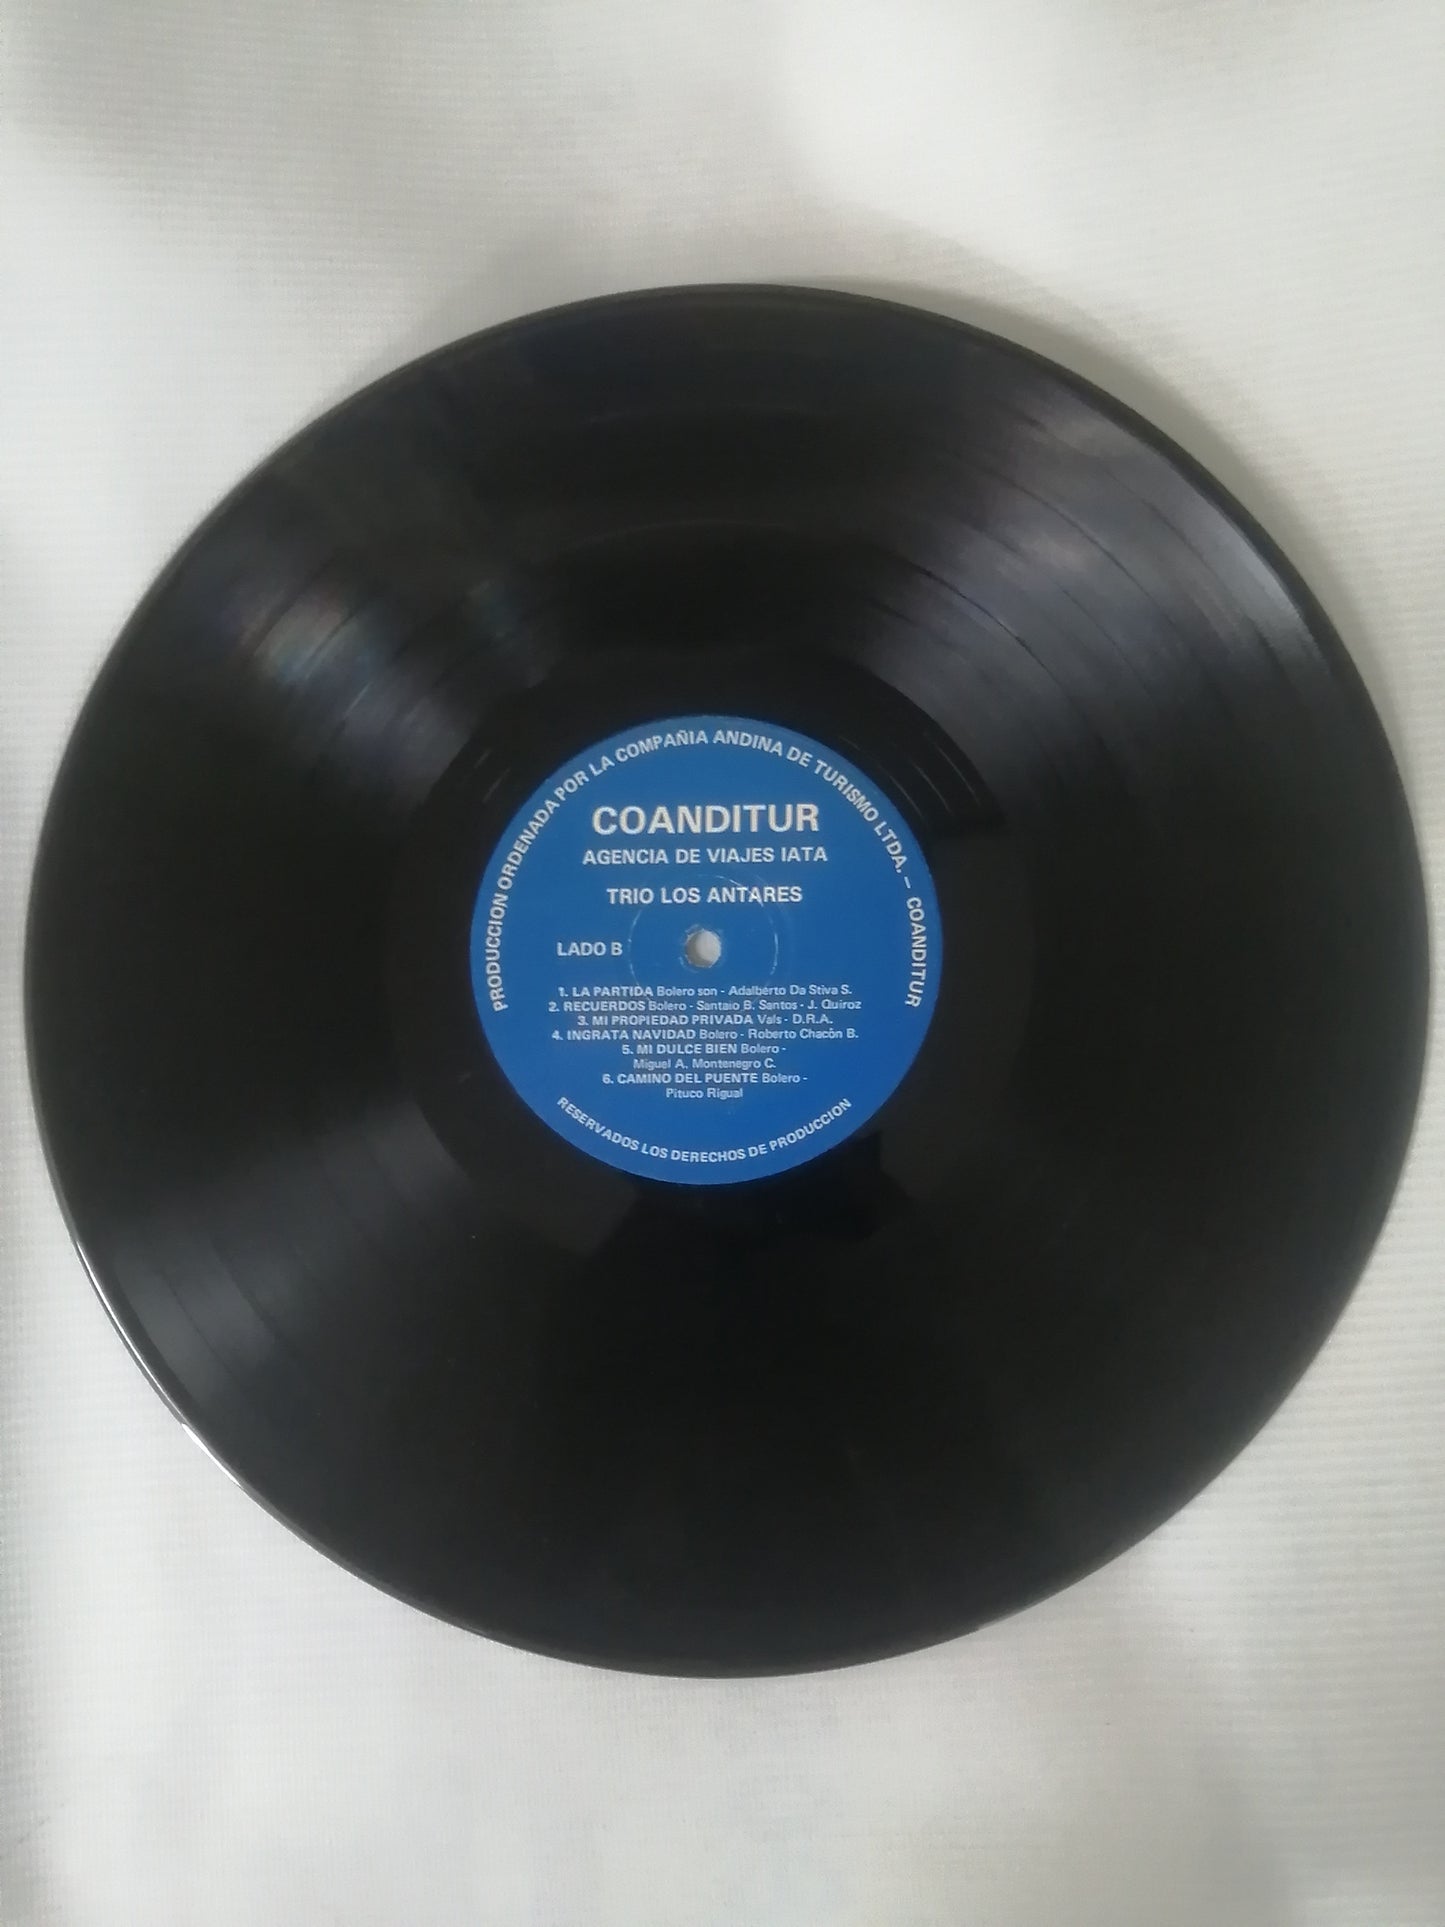 PRODUCCION ORDENADA POR LA COMPAÑIA ANDINA DE TURISMO LTDA. – COANDITUR
COANDITUR
AGENCIA DE VIAJES IATA
TRIO LOS ANTARES
LADO B
1. LA PARTIDA Bolero son - Adalberto Da Stiva S.
2. RECUERDOS Bolero - Santaio B. Santos - J. Quiroz
3. MI PROPIEDAD PRIVADA Vals - D.R.A.
4. INGRATA NAVIDAD Bolero - Roberto Chacón B.
5. MI DULCE BIEN Bolero -
Miguel A. Montenegro C.
6. CAMINO DEL PUENTE Bolero -
Pituco Rigual
RESERVADOS LOS DERECHOS DE PRODUCCION